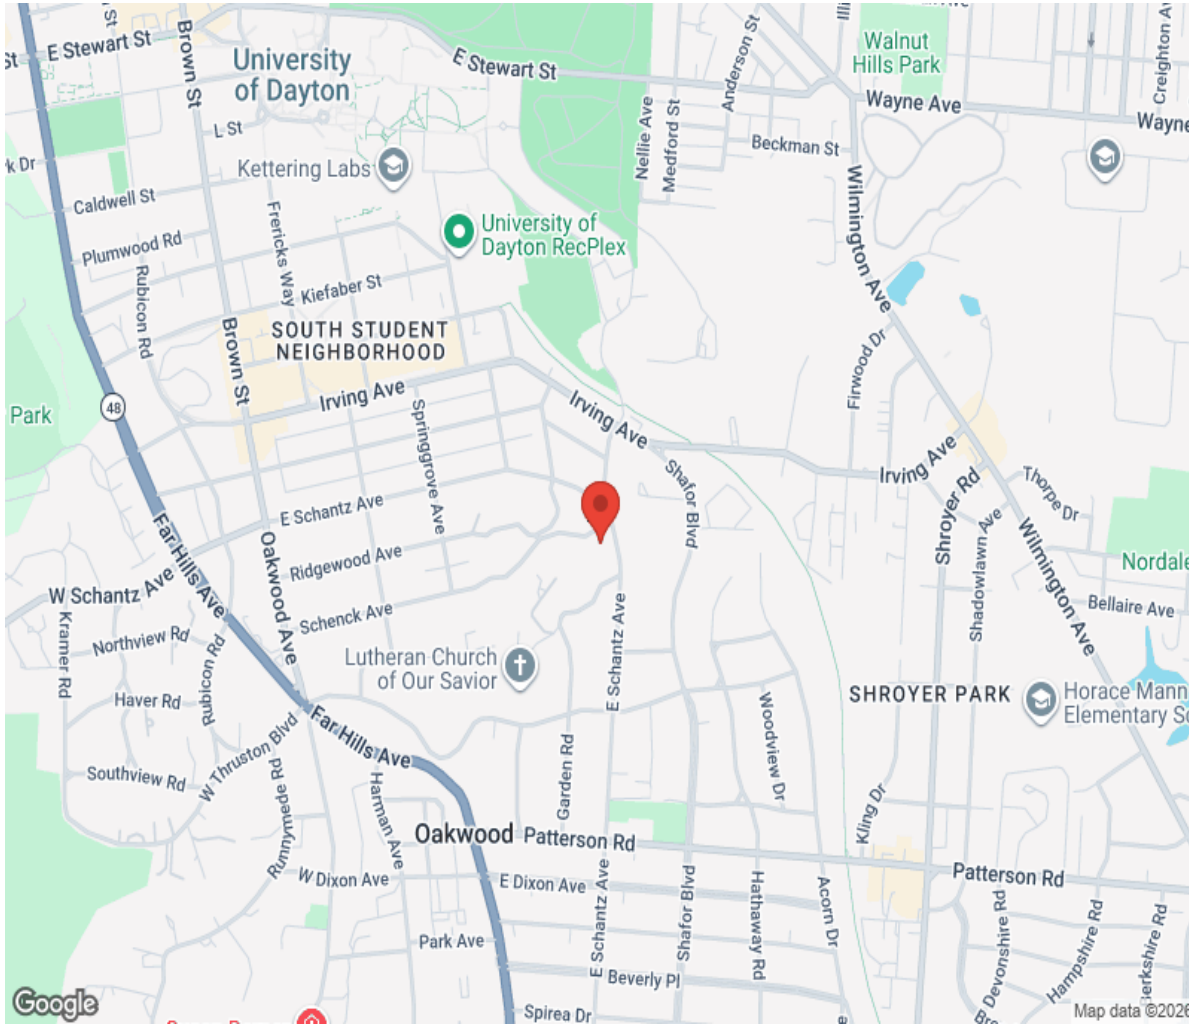 Brown St
E Stewart St
University
of Dayton
E Stewart St
Anderson St
Walnut
Hills Park
Wayne Ave
Creighton
Wayne
L St
Nellie Ave
Medford St
Beckman St
Kettering Labs
Caldwell St
Wilmington Ave
Fredericks Way
University of
Dayton RecPlex
Plumwood Rd
Rubicon Rd
Kiefaber St
SOUTH STUDENT
NEIGHBORHOOD
Brown St
Firwood Dr
Irving Ave
Irving Ave
48
Park
Springgrove Ave
Shafor Blvd
Irving Ave
Shroyer Rd
Thorpe Dr
E Schantz Ave
Far Hills Ave
Oakwood Ave
Ridgewood Ave
Shadowlawn Ave
Wilmington Ave
Nordale
W Schantz Ave
Schenck Ave
Bellaire Ave
Kramer Rd
Northview Rd
Rubicon Rd
E Schantz Ave
Lutheran Church
of Our Savior
SHROYER PARK
Horace Mann
Elementary Sc
Haver Rd
Far Hills Ave
Woodview Dr
W Thruston Blvd
Southview Rd
Runnymede Rd
Harman Ave
Garden Rd
Kling Dr
Oakwood
Patterson Rd
W Dixon Ave
E Dixon Ave
Patterson Rd
E Schantz Ave
Shafor Blvd
Hathaway Rd
Acorn Dr
Devonshire Rd
Hampshire Rd
Berkshire Rd
Park Ave
Beverly Pl
Spirea Dr
Google
Map data ©2026